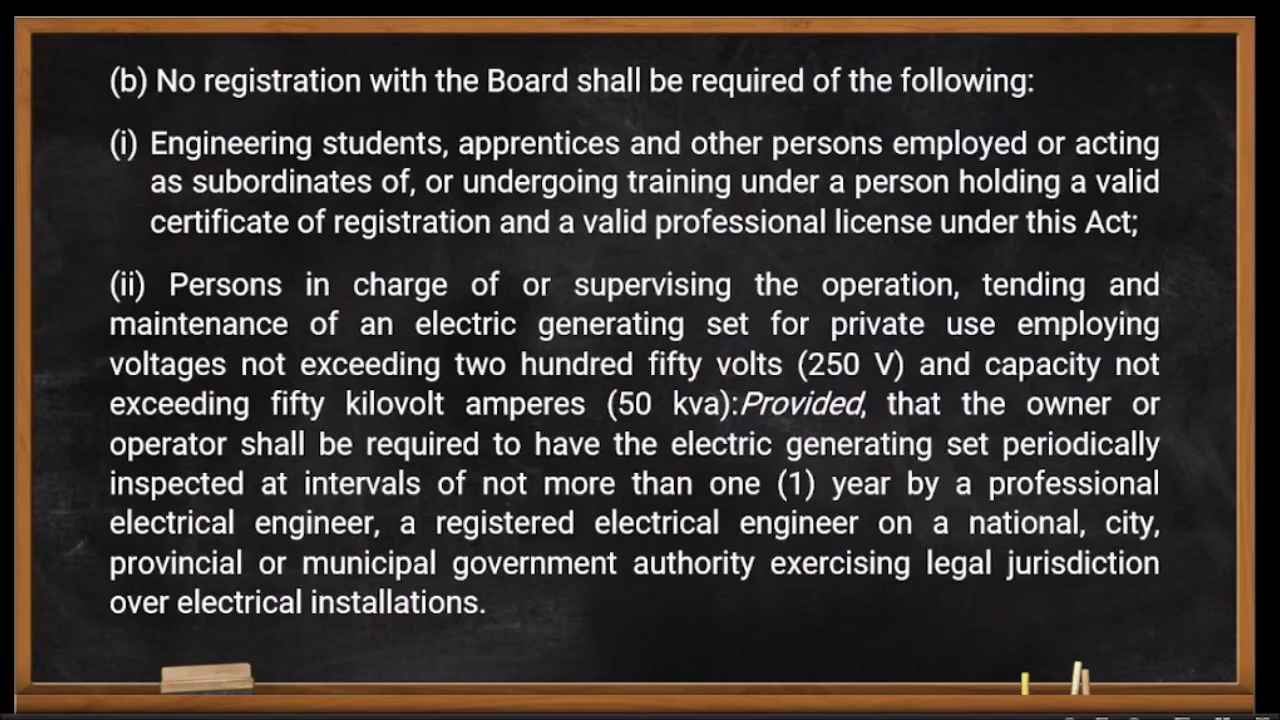 (b) No registration with the Board shall be required of the following:
(i) Engineering students, apprentices and other persons employed or acting
as subordinates of, or undergoing training under a person holding a valid
certificate of registration and a valid professional license under this Act;
(ii) Persons in charge of or supervising the operation, tending and
maintenance of an electric generating set for private use employing
voltages not exceeding two hundred fifty volts (250 V) and capacity not
exceeding fifty kilovolt amperes (50 kva):Provided, that the owner or
operator shall be required to have the electric generating set periodically
inspected at intervals of not more than one (1) year by a professional
electrical engineer, a registered electrical engineer on a national, city,
provincial or municipal government authority exercising legal jurisdiction
over electrical installations.